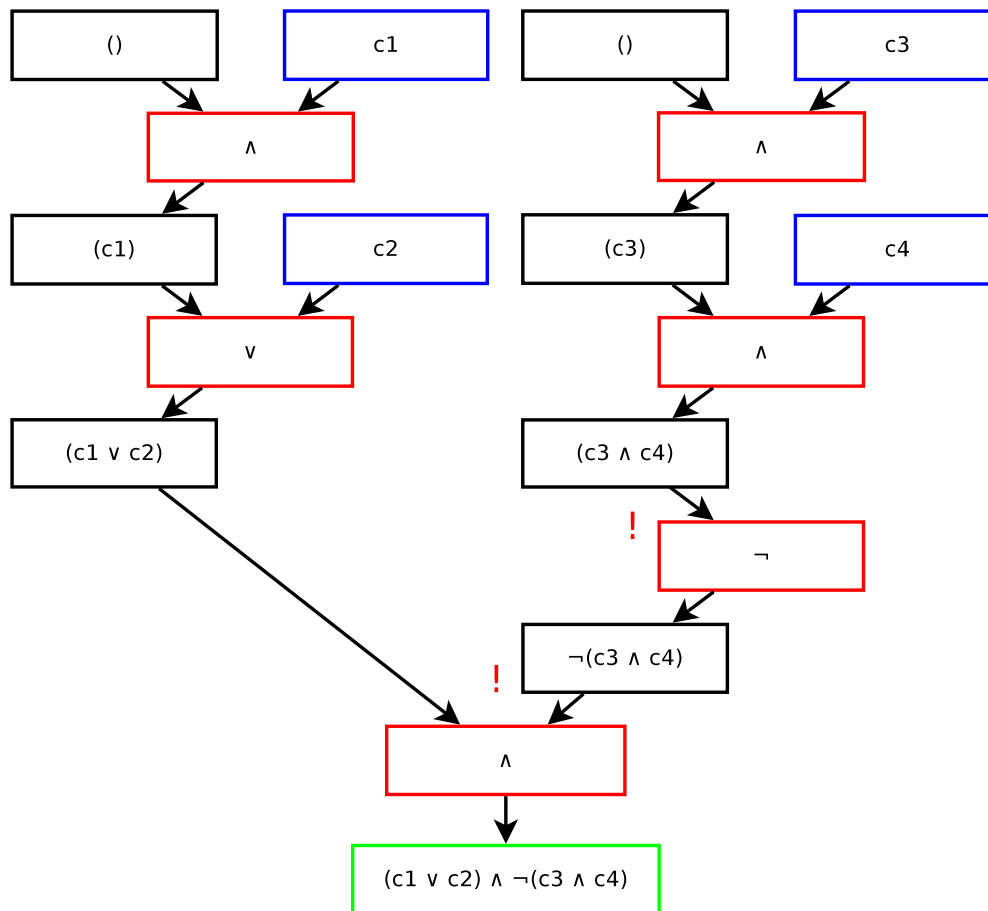 () c1 () c3
∧ ∧
(c1) c2 (c3) c4
∨ ∧
(c1 ∨ c2) (c3 ∧ c4)
!
¬
¬(c3 ∧ c4)
!
∧
(c1 ∨ c2) ∧ ¬(c3 ∧ c4)